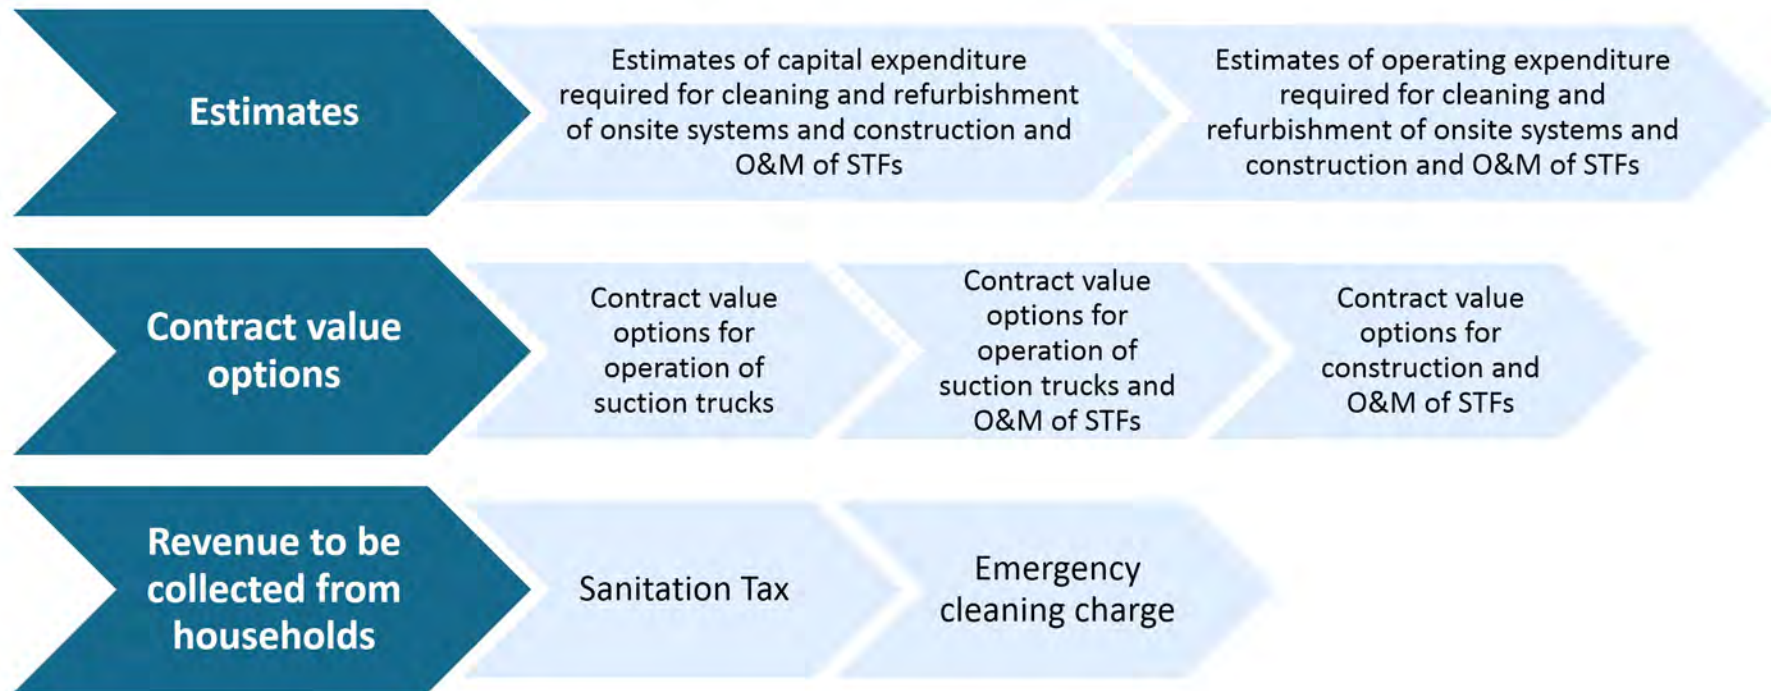 Estimates
Estimates of capital expenditure
required for cleaning and refurbishment
of onsite systems and construction and
O&M of STFs
Estimates of operating expenditure
required for cleaning and
refurbishment of onsite systems and
construction and O&M of STFs
Contract value
options
Contract value
options for
operation of
suction trucks
Contract value
options for
operation of
suction trucks and
O&M of STFs
Contract value
options for
construction and
O&M of STFs
Revenue to be
collected from
households
Sanitation Tax
Emergency
cleaning charge